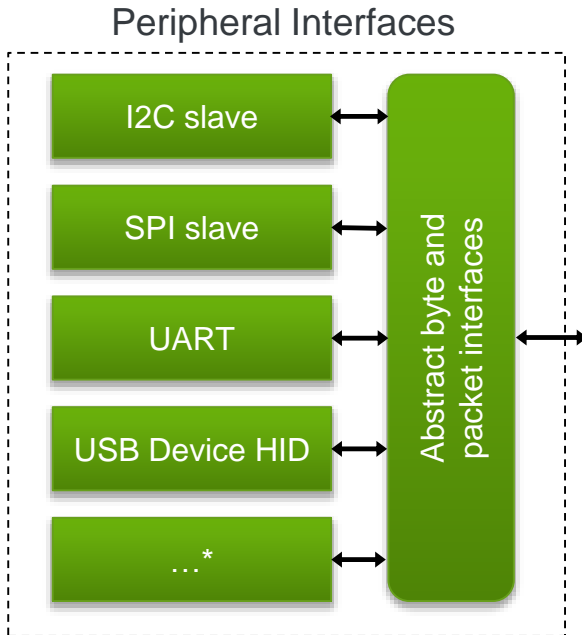 Peripheral Interfaces
I2C slave
SPI slave
UART
USB Device HID
…*
Abstract byte and
packet interfaces